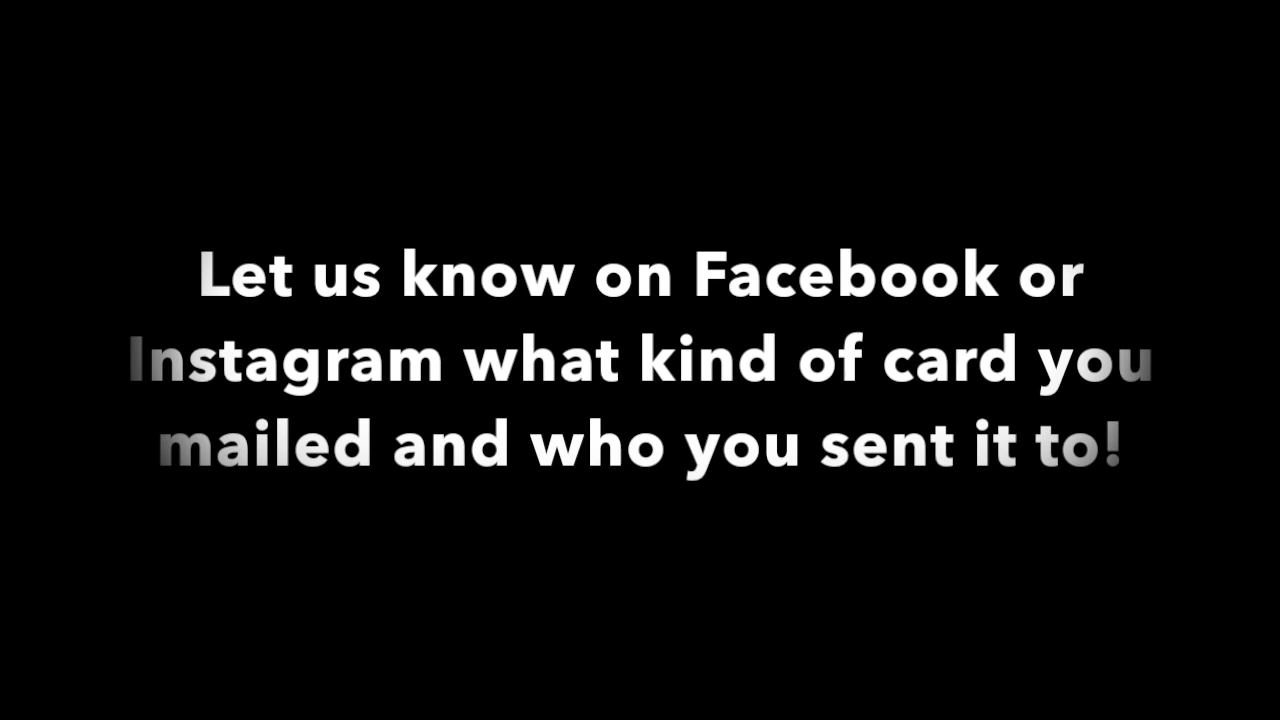 Let us know on Facebook or
Instagram what kind of card you
mailed and who you sent it to!